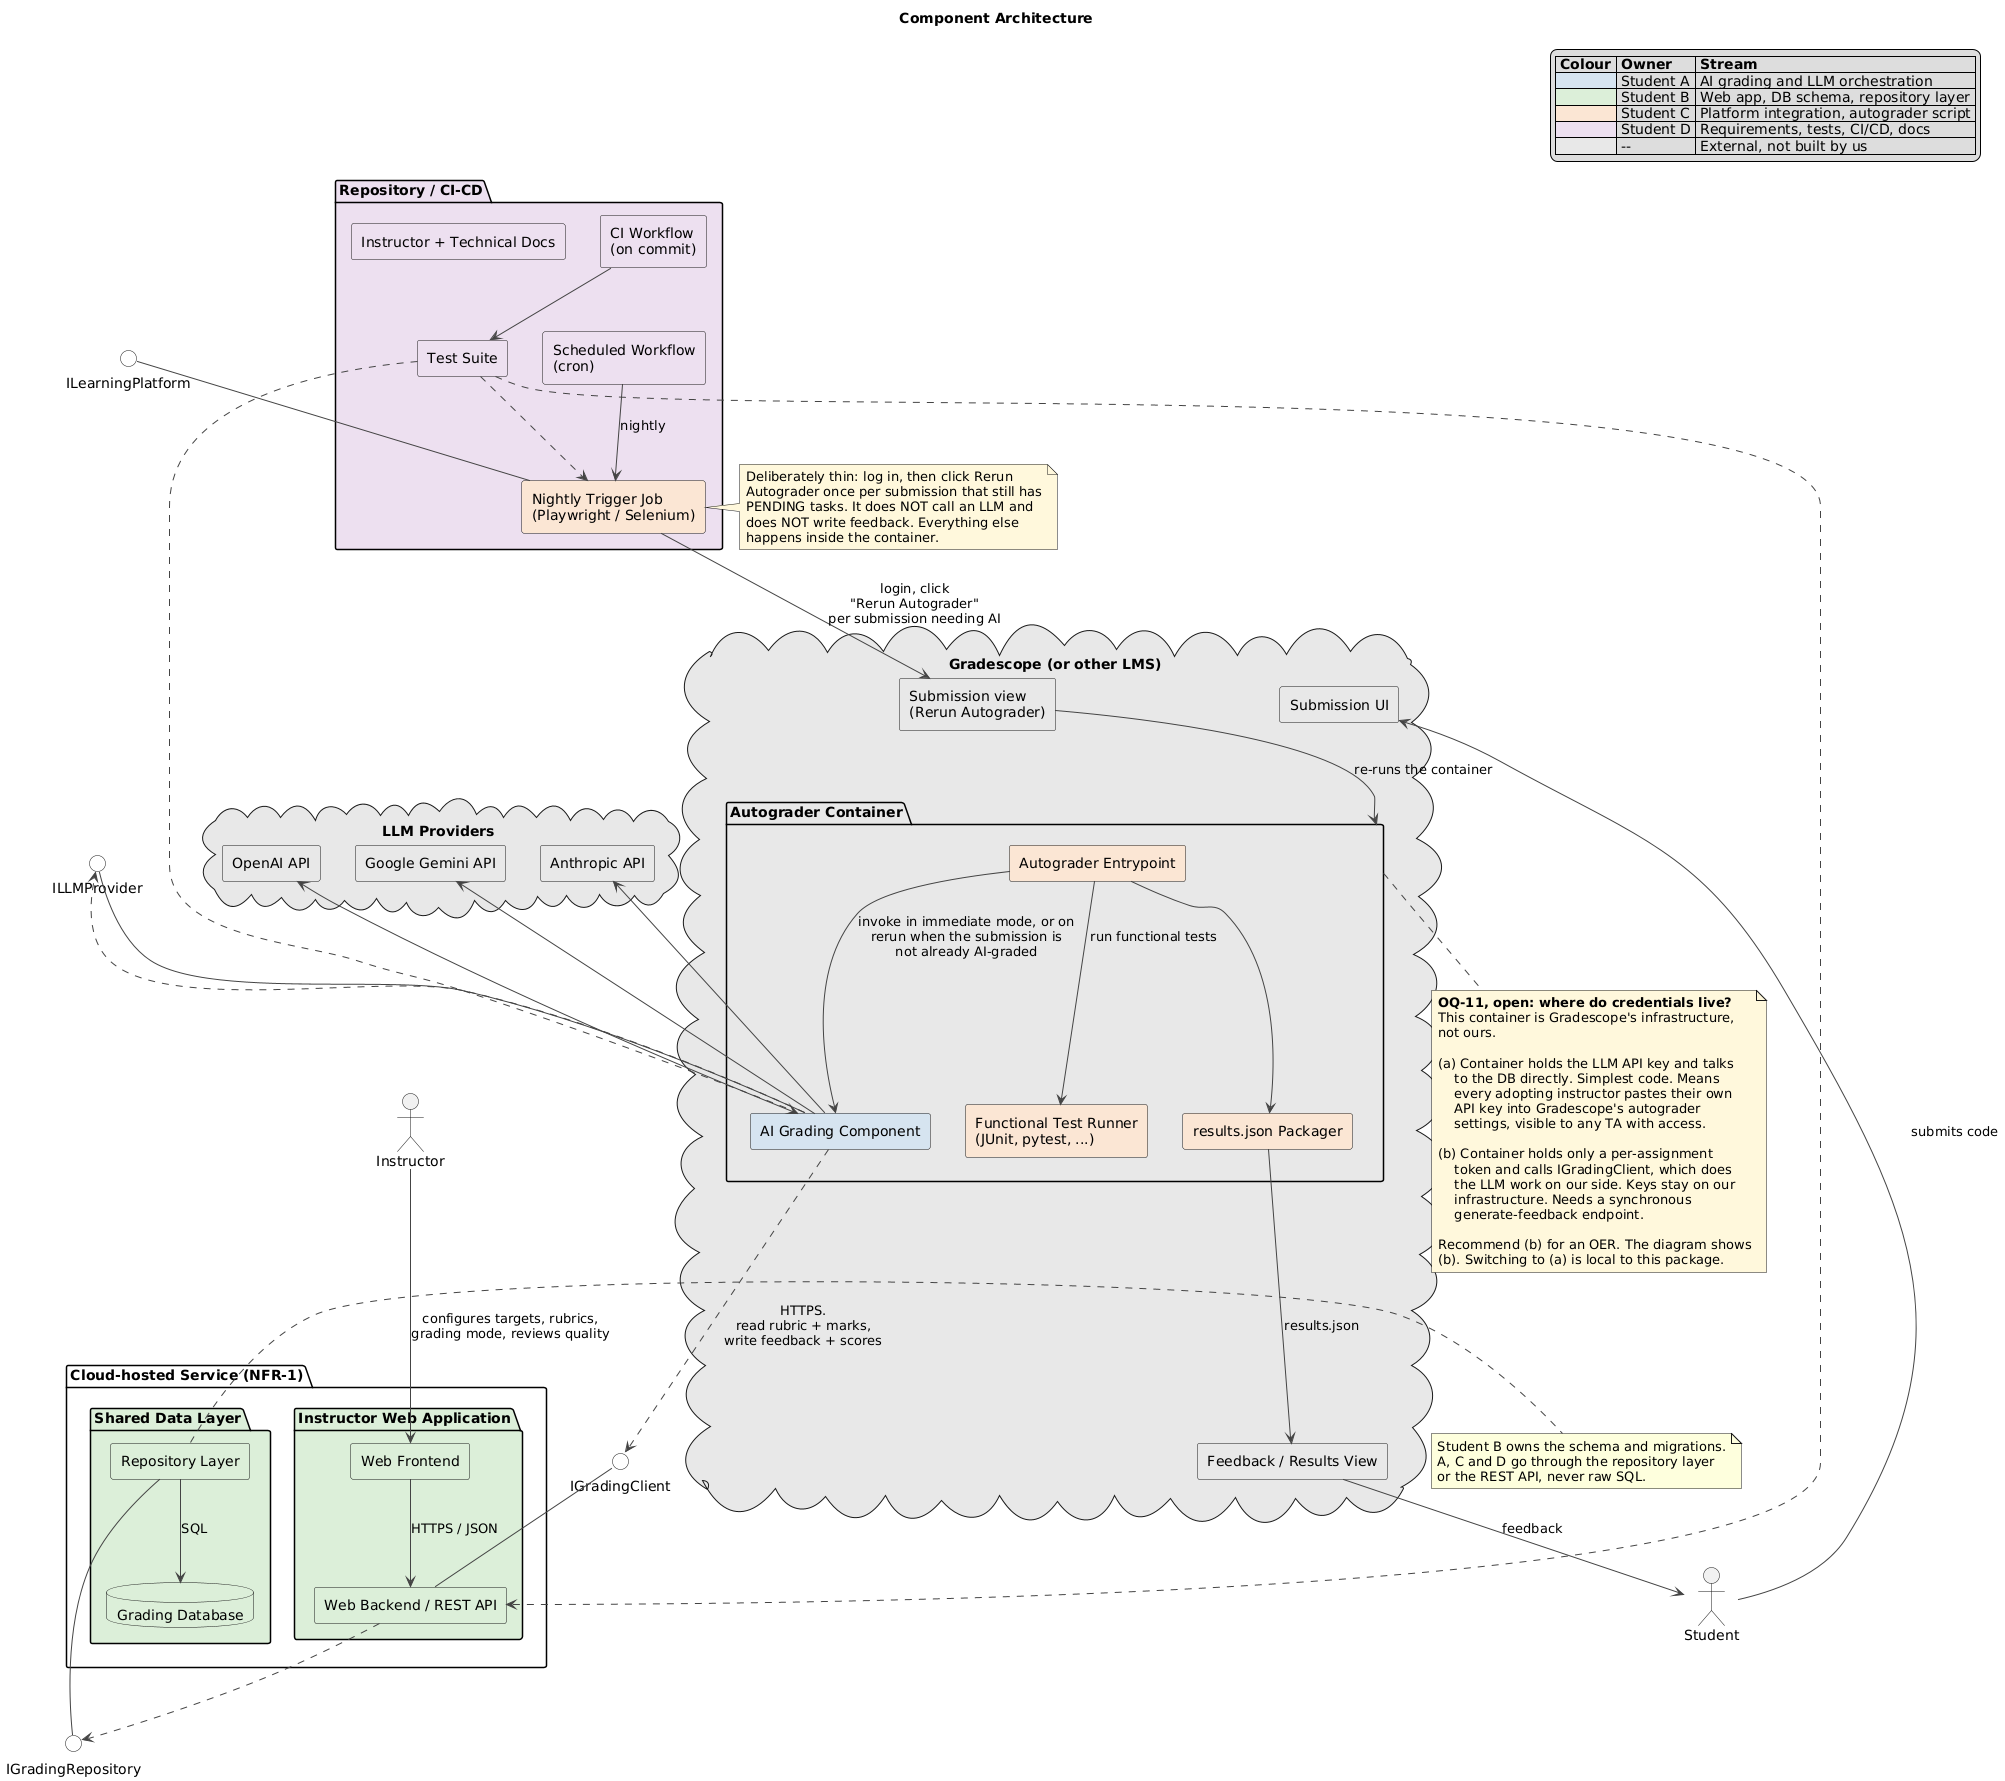 Component Architecture
Colour Owner Stream
Student A AI grading and LLM orchestration
Student B Web app, DB schema, repository layer
Student C Platform integration, autograder script
Student D Requirements, tests, CI/CD, docs
-- External, not built by us
Repository / CI-CD
Instructor + Technical Docs
CI Workflow
(on commit)
Test Suite
Scheduled Workflow
(cron)
ILearningPlatform
nightly
Nightly Trigger Job
(Playwright / Selenium)
Deliberately thin: log in, then click Rerun
Autograder once per submission that still has
PENDING tasks. It does NOT call an LLM and
does NOT write feedback. Everything else
happens inside the container.
login, click
"Rerun Autograder"
per submission needing AI
Gradescope (or other LMS)
Submission view
(Rerun Autograder)
Submission UI
re-runs the container
Autograder Container
LLM Providers
OpenAI API
Google Gemini API
Anthropic API
Autograder Entrypoint
ILLMProvider
invoke in immediate mode, or on
rerun when the submission is
not already AI-graded
run functional tests
OQ-11, open: where do credentials live?
This container is Gradescope's infrastructure,
not ours.
(a) Container holds the LLM API key and talks
to the DB directly. Simplest code. Means
every adopting instructor pastes their own
API key into Gradescope's autograder
settings, visible to any TA with access.
(b) Container holds only a per-assignment
token and calls IGradingClient, which does
the LLM work on our side. Keys stay on our
infrastructure. Needs a synchronous
generate-feedback endpoint.
Recommend (b) for an OER. The diagram shows
(b). Switching to (a) is local to this package.
AI Grading Component
Functional Test Runner
(JUnit, pytest, ...)
results.json Packager
submits code
Instructor
configures targets, rubrics,
grading mode, reviews quality
HTTPS.
read rubric + marks,
write feedback + scores
results.json
Cloud-hosted Service (NFR-1)
Shared Data Layer
Instructor Web Application
Repository Layer
Web Frontend
IGradingClient
Feedback / Results View
Student B owns the schema and migrations.
A, C and D go through the repository layer
or the REST API, never raw SQL.
SQL
HTTPS / JSON
feedback
Grading Database
Web Backend / REST API
Student
IGradingRepository